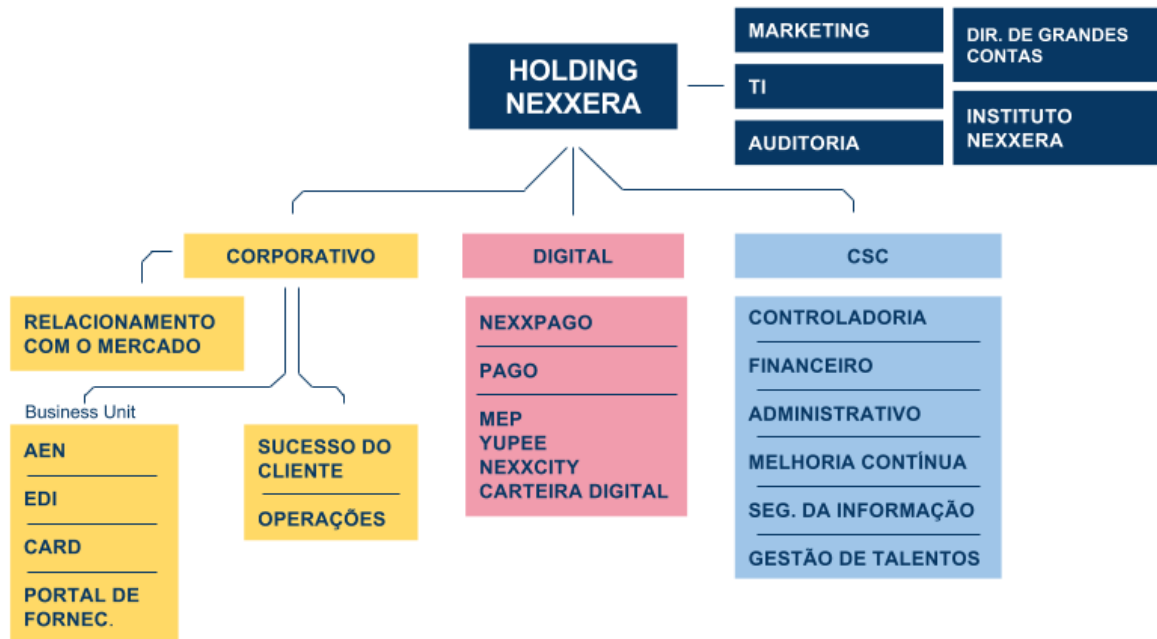 HOLDING
NEXXERA
MARKETING
TI
AUDITORIA
DIR. DE GRANDES
CONTAS
INSTITUTO
NEXXERA
CORPORATIVO
RELACIONAMENTO
COM O MERCADO
Business Unit
AEN
EDI
CARD
PORTAL DE
FORNEC.
SUCESSO DO
CLIENTE
OPERAÇÕES
DIGITAL
NEXXPAGO
PAGO
MEP
YUPEE
NEXXCITY
CARTEIRA DIGITAL
CSC
CONTROLADORIA
FINANCEIRO
ADMINISTRATIVO
MELHORIA CONTÍNUA
SEG. DA INFORMAÇÃO
GESTÃO DE TALENTOS